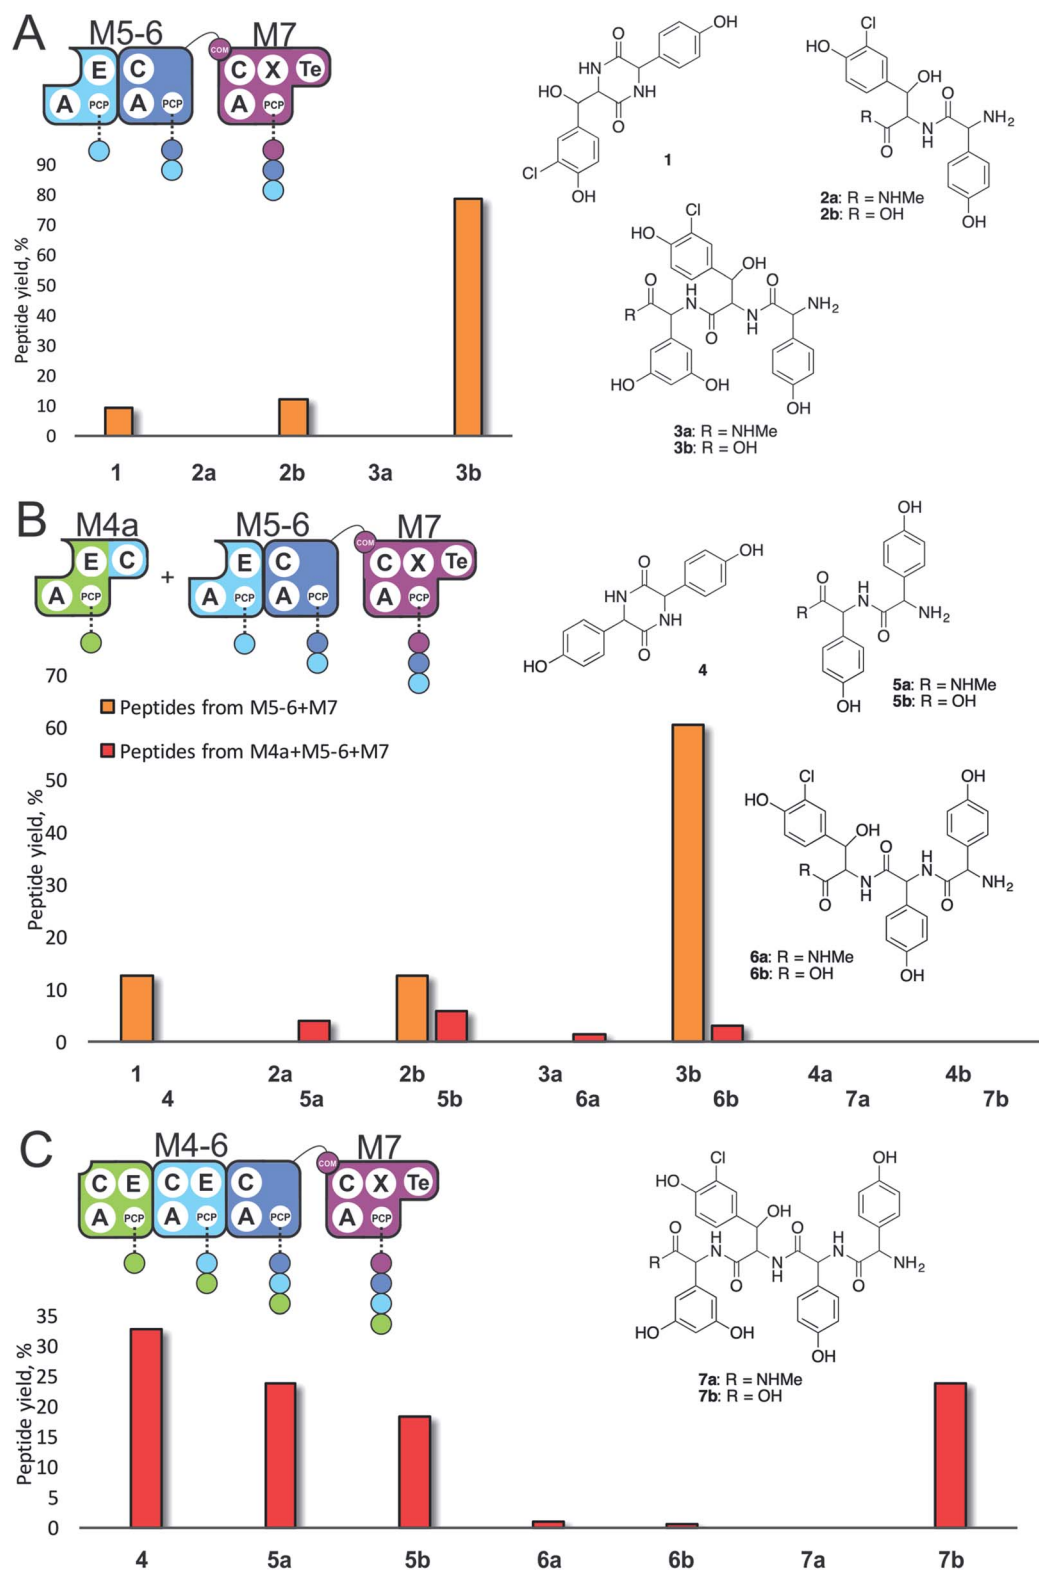 A
M5-6
M7
COM
E
C
C
X
Te
A
PCP
A
PCP
A
PCP
90
80
70
60
50
40
30
20
10
0
Peptide yield, %
1
2a
2b
3a
3b
O
OH
HN
HO
NH
O
Cl
OH
1
Cl
HO
OH
O
R
NH2
N
H
O
OH
2a: R = NHMe
2b: R = OH
Cl
HO
OH
O
H
N
O
NH2
R
O
N
H
HO
OH
OH
3a: R = NHMe
3b: R = OH
B
M4a
M5-6
M7
COM
E
C
+
E
C
C
X
Te
A
PCP
A
PCP
A
PCP
A
PCP
70
60
50
40
30
20
10
0
Peptide yield, %
Peptides from M5-6+M7
Peptides from M4a+M5-6+M7
1
2a
2b
3a
3b
4a
4b
4
5a
5b
6a
6b
7a
7b
O
OH
HN
NH
HO
O
4
OH
O
H
N
R
O
NH2
OH
5a: R = NHMe
5b: R = OH
Cl
HO
OH
OH
R
O
H
N
O
N
H
O
NH2
OH
6a: R = NHMe
6b: R = OH
C
M4-6
M7
COM
C
E
C
E
C
C
X
Te
A
PCP
A
PCP
A
PCP
A
PCP
35
30
25
20
15
10
5
0
Peptide yield, %
4
5a
5b
6a
6b
7a
7b
Cl
HO
OH
OH
O
H
N
O
H
N
R
O
N
H
O
NH2
HO
OH
OH
7a: R = NHMe
7b: R = OH